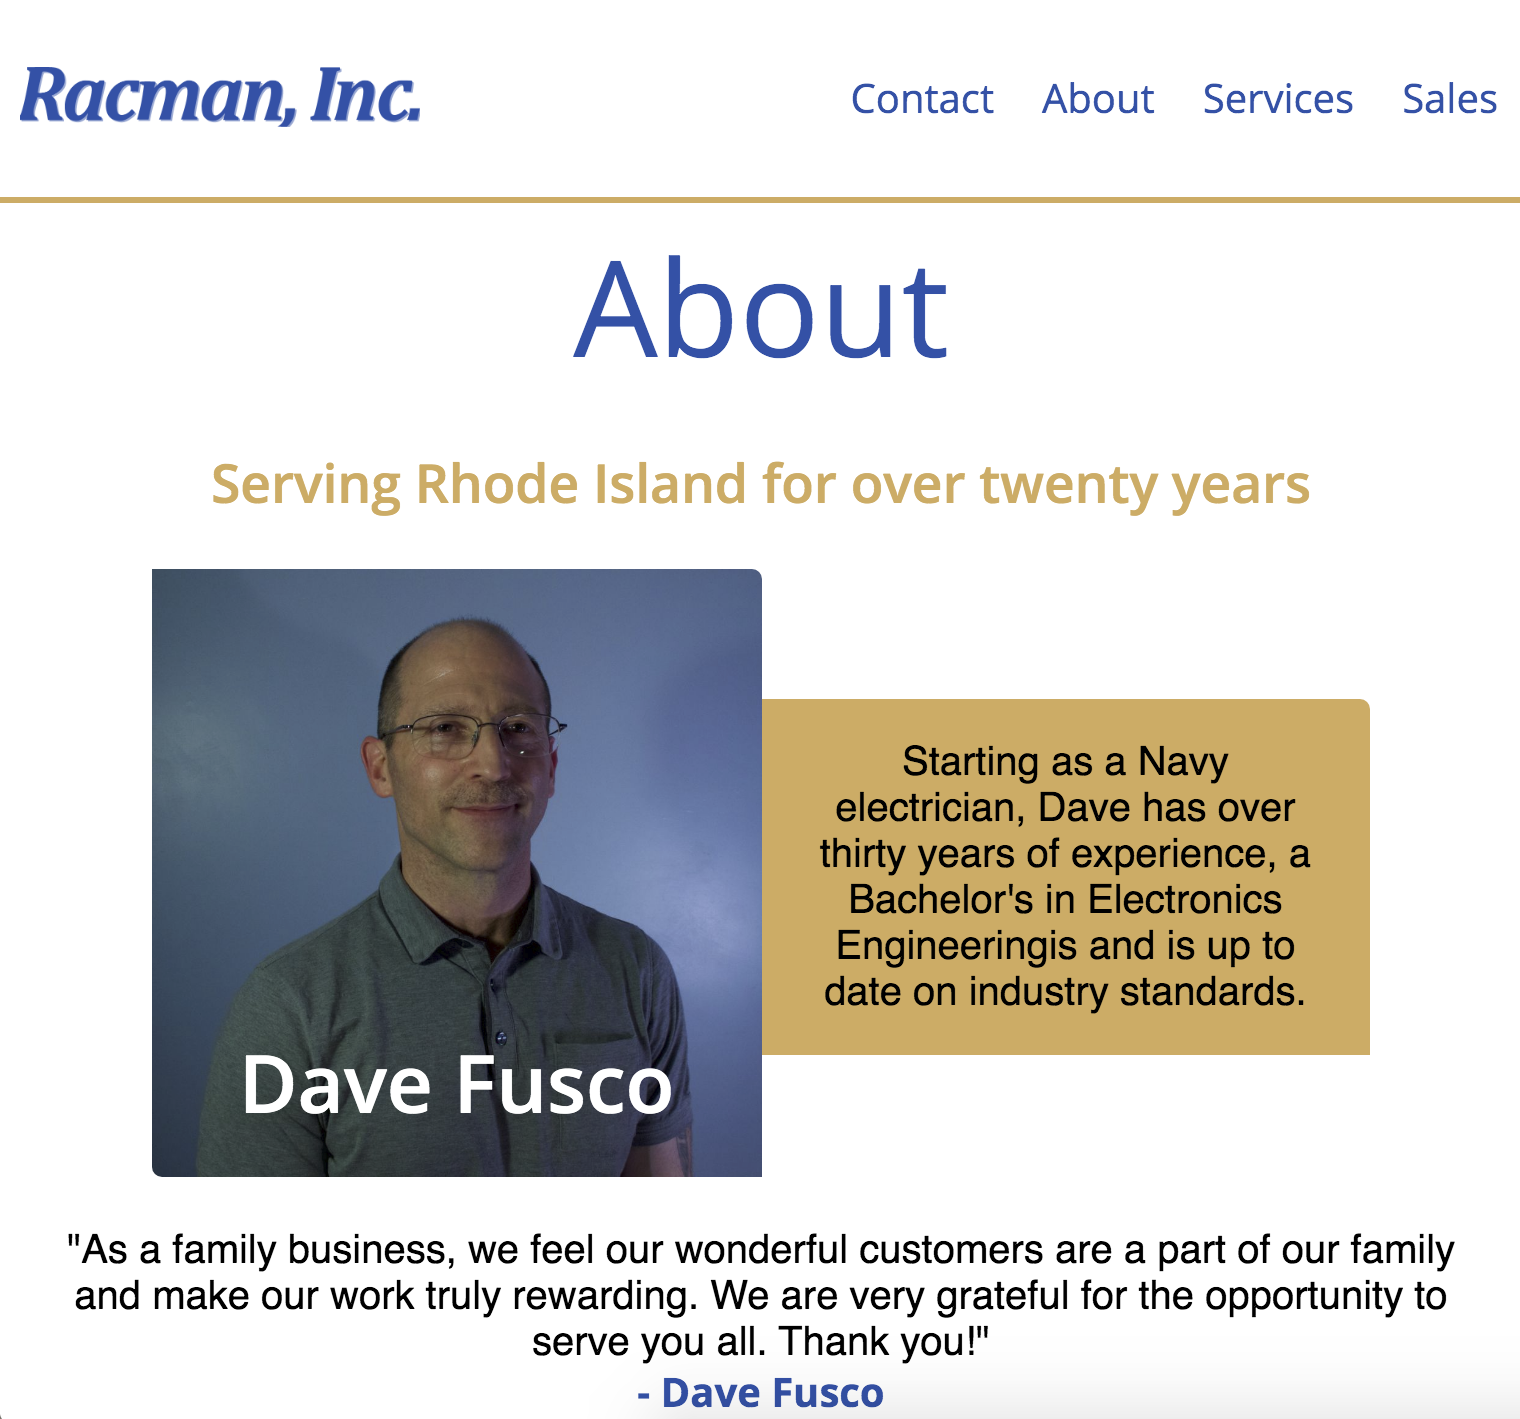 Racman, Inc.
Contact About Services Sales
About
Serving Rhode Island for over twenty years
Dave Fusco
Starting as a Navy
electrician, Dave has over
thirty years of experience, a
Bachelor's in Electronics
Engineeringis and is up to
date on industry standards.
"As a family business, we feel our wonderful customers are a part of our family
and make our work truly rewarding. We are very grateful for the opportunity to
serve you all. Thank you!"
- Dave Fusco